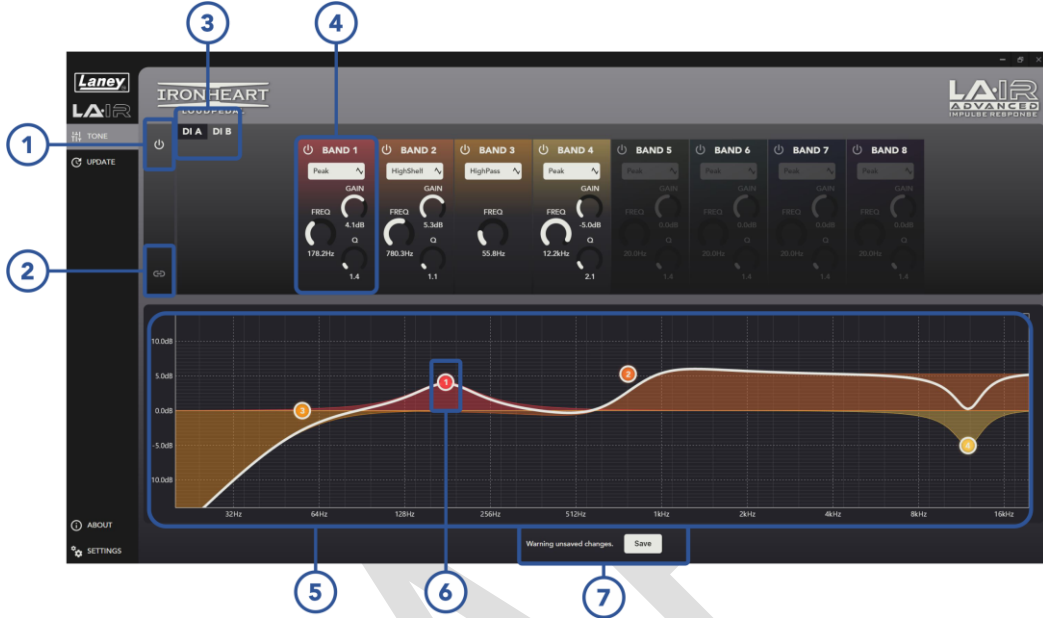 3
4
Laney
LA·IR
IRONHEART
LOUDPEDAL
LA·IR
ADVANCED
IMPULSE RESPONSE
1
TONE
DI A DI B
UPDATE
BAND 1 BAND 2 BAND 3 BAND 4 BAND 5 BAND 6 BAND 7 BAND 8
Peak HighShelf HighPass Peak Peak Peak Peak Peak
GAIN GAIN GAIN GAIN GAIN GAIN GAIN
FREQ 4.1dB FREQ 5.3dB FREQ FREQ -5.0dB FREQ 0.0dB FREQ 0.0dB FREQ 0.0dB FREQ 0.0dB
Q Q Q Q Q Q Q
178.2Hz 780.3Hz 55.8Hz 12.2kHz 20.0Hz 20.0Hz 20.0Hz 20.0Hz
1.4 1.1 2.1 1.4 1.4 1.4 1.4
2
10.0dB
5.0dB
1
2
0.0dB
3
-5.0dB
4
10.0dB
32Hz 64Hz 128Hz 256Hz 512Hz 1kHz 2kHz 4kHz 8kHz 16kHz
ABOUT
Warning unsaved changes. Save
SETTINGS
5
6
7